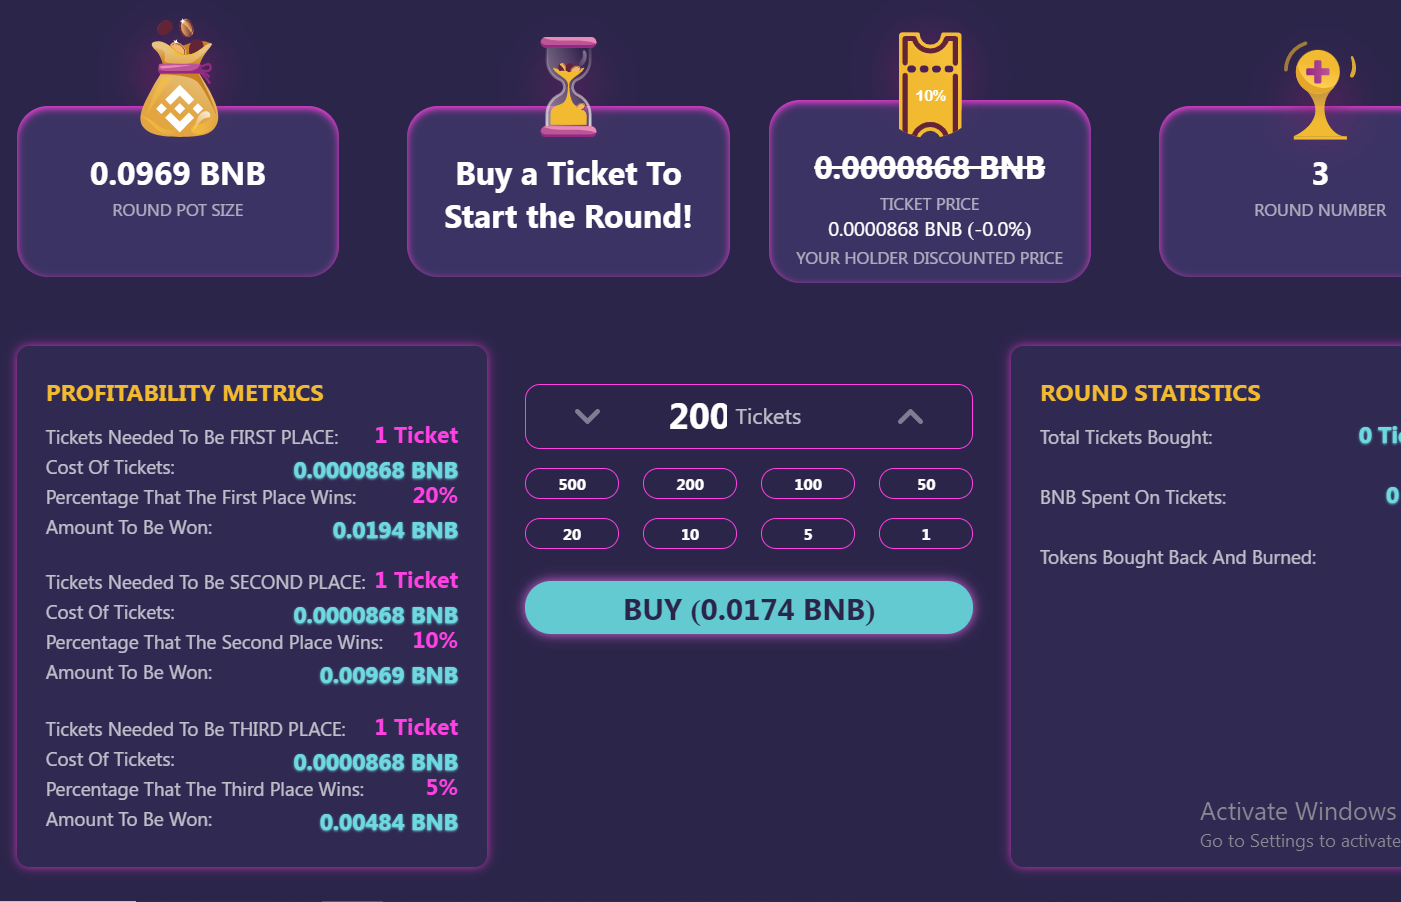 0.0969 BNB
ROUND POT SIZE
Buy a Ticket To
Start the Round!
10%
0.0000868 BNB
TICKET PRICE
0.0000868 BNB (-0.0%)
YOUR HOLDER DISCOUNTED PRICE
3
ROUND NUMBER
PROFITABILITY METRICS
Tickets Needed To Be FIRST PLACE: 1 Ticket
Cost Of Tickets: 0.0000868 BNB
Percentage That The First Place Wins: 20%
Amount To Be Won: 0.0194 BNB
Tickets Needed To Be SECOND PLACE: 1 Ticket
Cost Of Tickets: 0.0000868 BNB
Percentage That The Second Place Wins: 10%
Amount To Be Won: 0.00969 BNB
Tickets Needed To Be THIRD PLACE: 1 Ticket
Cost Of Tickets: 0.0000868 BNB
Percentage That The Third Place Wins: 5%
Amount To Be Won: 0.00484 BNB
200 Tickets
500 200 100 50
20 10 5 1
BUY (0.0174 BNB)
ROUND STATISTICS
Total Tickets Bought: 0
BNB Spent On Tickets: 0
Tokens Bought Back And Burned:
Activate Windows
Go to Settings to activate